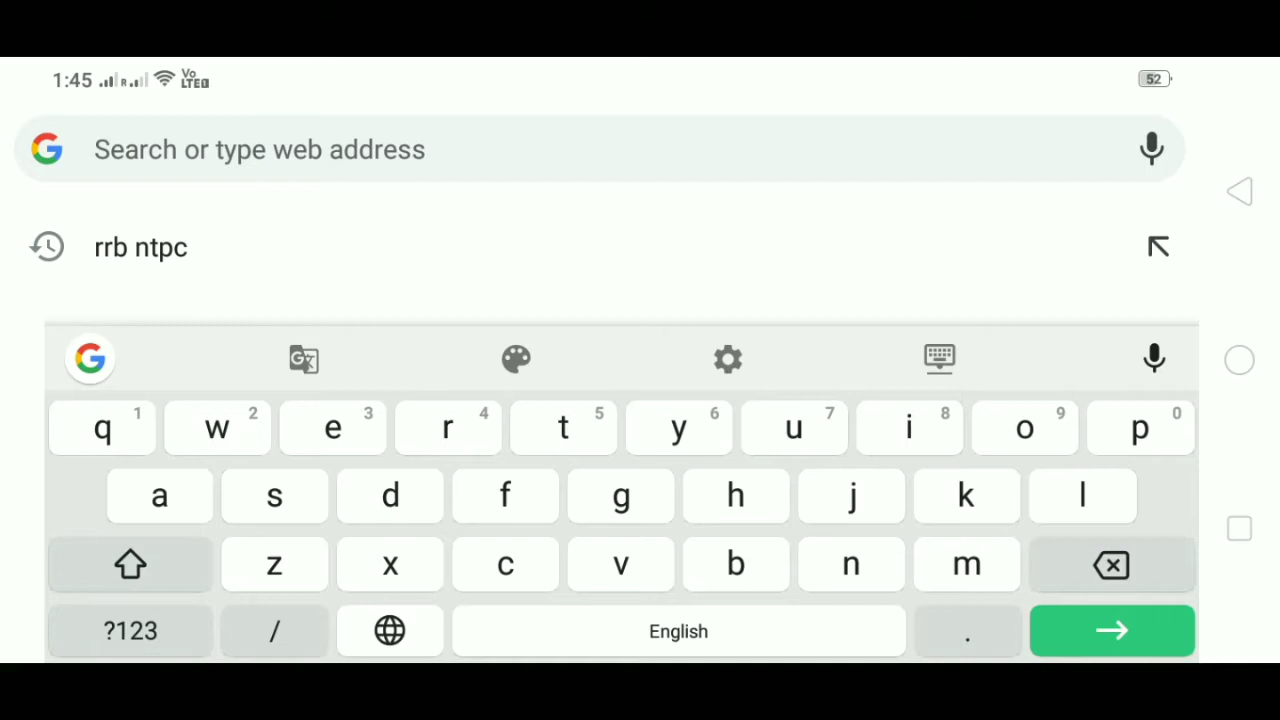 1:45 R Vo LTE 52
Search or type web address
rrb ntpc
q 1 w 2 e 3 r 4 t 5 y 6 u 7 i 8 o 9 p 0
a s d f g h j k l
z x c v b n m
?123 / English .